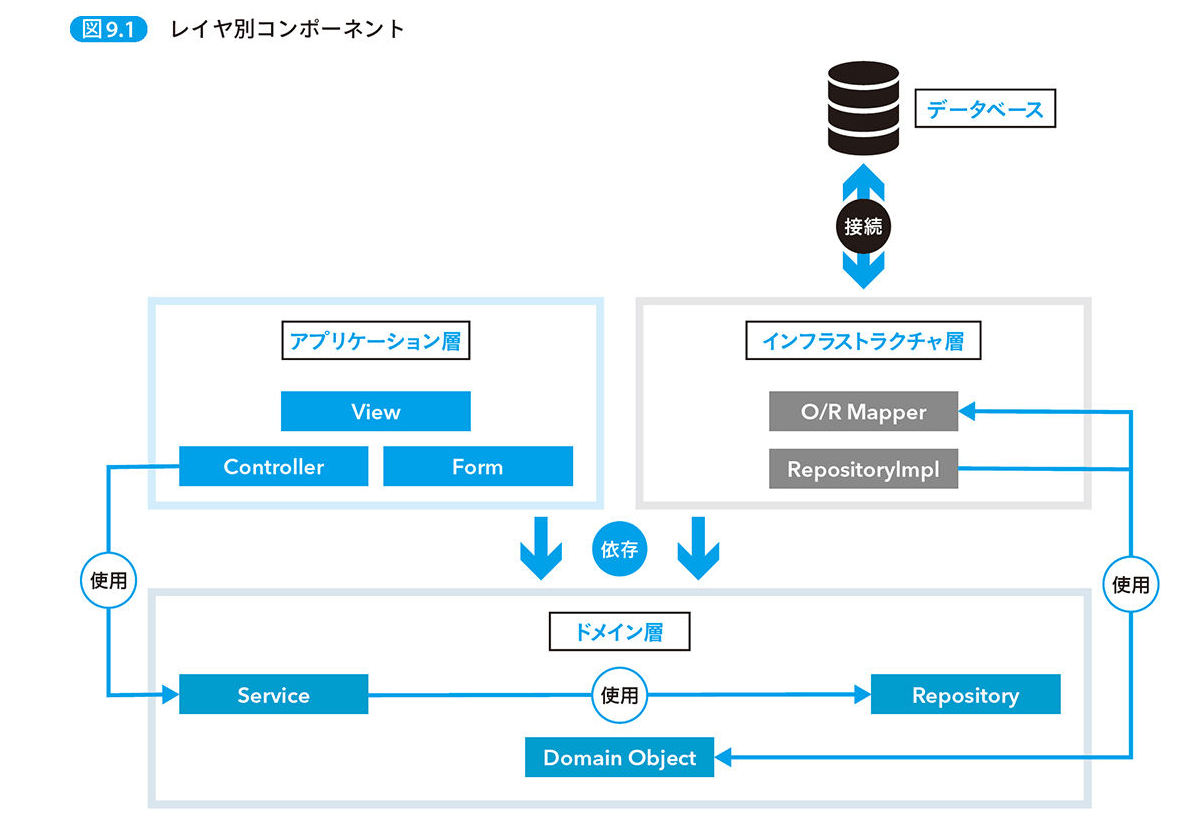 図9.1 レイヤ別コンポーネント
データベース
接続
アプリケーション層
インフラストラクチャ層
View
O/R Mapper
Controller
Form
RepositoryImpl
依存
使用
使用
ドメイン層
Service
使用
Repository
Domain Object